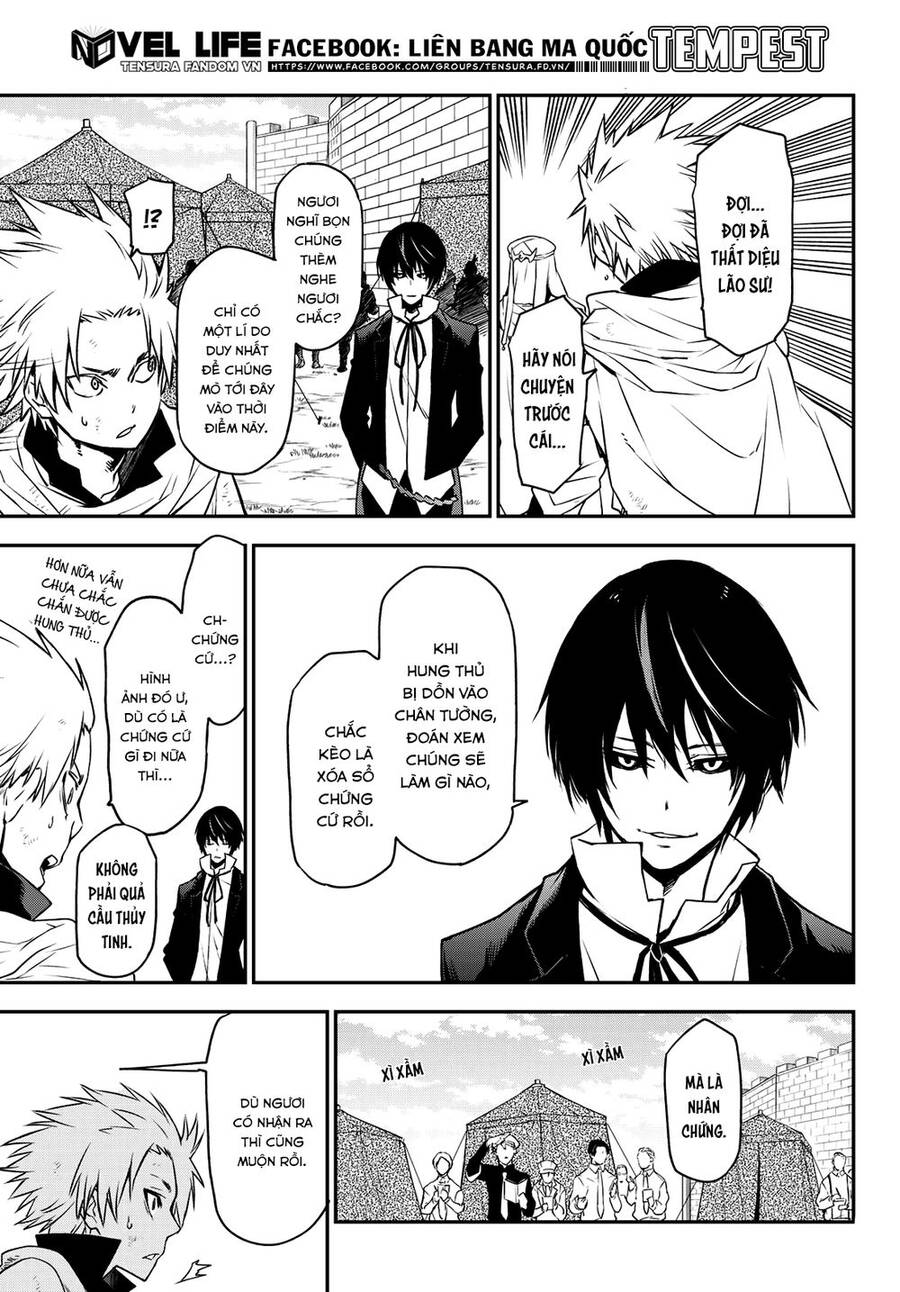 NOVEL LIFE
TENSURA FANDOM VN
FACEBOOK: LIÊN BANG MA QUỐC
HTTPS://WWW.FACEBOOK.COM/GROUPS/TENSURA.FD.VN/
TEMPEST
ĐỢI...
ĐỢI ĐÃ
THẤT DIỆU
LÃO SƯ!
HÃY NÓI
CHUYỆN
TRƯỚC
CÁI...
NGƯƠI
NGHĨ BỌN
CHÚNG
THÈM
NGHE
NGƯƠI
CHẮC?
CHỈ CÓ
MỘT LÍ DO
DUY NHẤT
ĐỂ CHÚNG
MÒ TỚI ĐÂY
VÀO THỜI
ĐIỂM NÀY.
!?
KHI
HUNG THỦ
BỊ DỒN VÀO
CHÂN TƯỜNG,
ĐOÁN XEM
CHÚNG SẼ
LÀM GÌ NÀO,
CHẮC
KÈO LÀ
XÓA SỔ
CHỨNG
CỨ RỒI.
CH-
CHỨNG
CỨ...?
HÌNH
ẢNH ĐÓ Ư,
DÙ CÓ LÀ
CHỨNG CỨ
GÌ ĐI NỮA
THÌ...
HƠN NỮA VẪN
CHƯA CHẮC
CHẮN ĐƯỢC
HUNG THỦ...
KHÔNG
PHẢI QUẢ
CẦU THỦY
TINH.
MÀ LÀ
NHÂN
CHỨNG.
XÌ XẦM
XÌ XẦM
DÙ NGƯƠI
CÓ NHẬN RA
THÌ CŨNG
MUỘN RỒI.